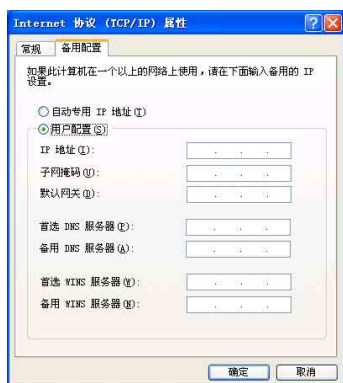 Internet 协议 (TCP/IP) 属性
常规 备用配置
如果此计算机在一个以上的网络上使用，请在下面输入备用的 IP
设置。
自动专用 IP 地址(T)
用户配置(S)
IP 地址(I):
子网掩码(U):
默认网关(D):
首选 DNS 服务器(P):
备用 DNS 服务器(A):
首选 WINS 服务器(W):
备用 WINS 服务器(N):
确定 取消